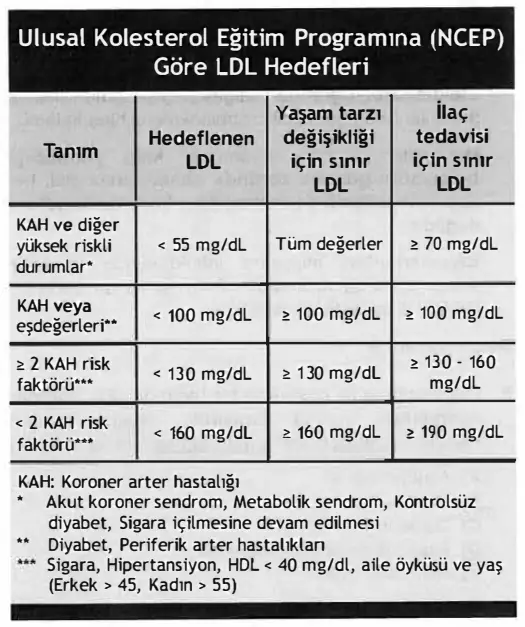 Ulusal Kolesterol Eğitim Programına (NCEP)
Göre LDL Hedefleri
Tanım
Hedeflenen
LDL
Yaşam tarzı
değişikliği
için sınır
LDL
İlaç
tedavisi
için sınır
LDL
KAH ve diğer
yüksek riskli
durumlar*
< 55 mg/dL
Tüm değerler
≥ 70 mg/dL
KAH veya
eşdeğerleri**
< 100 mg/dL
≥ 100 mg/dL
≥ 100 mg/dL
≥ 2 KAH risk
faktörü***
< 130 mg/dL
≥ 130 mg/dL
≥ 130 - 160
mg/dL
< 2 KAH risk
faktörü***
< 160 mg/dL
≥ 160 mg/dL
≥ 190 mg/dL
KAH: Koroner arter hastalığı
* Akut koroner sendrom, Metabolik sendrom, Kontrolsüz
diyabet, Sigara içilmesine devam edilmesi
** Diyabet, Periferik arter hastalıkları
*** Sigara, Hipertansiyon, HDL < 40 mg/dl, aile öyküsü ve yaş
(Erkek > 45, Kadın > 55)